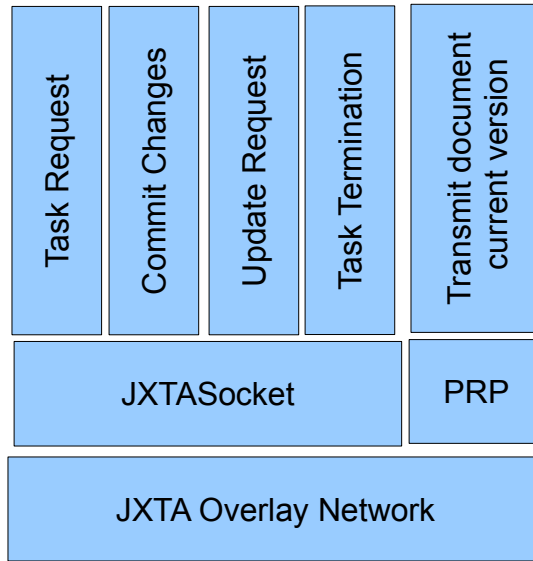 Task Request
Commit Changes
Update Request
Task Termination
Transmit document
current version
JXTASocket
PRP
JXTA Overlay Network